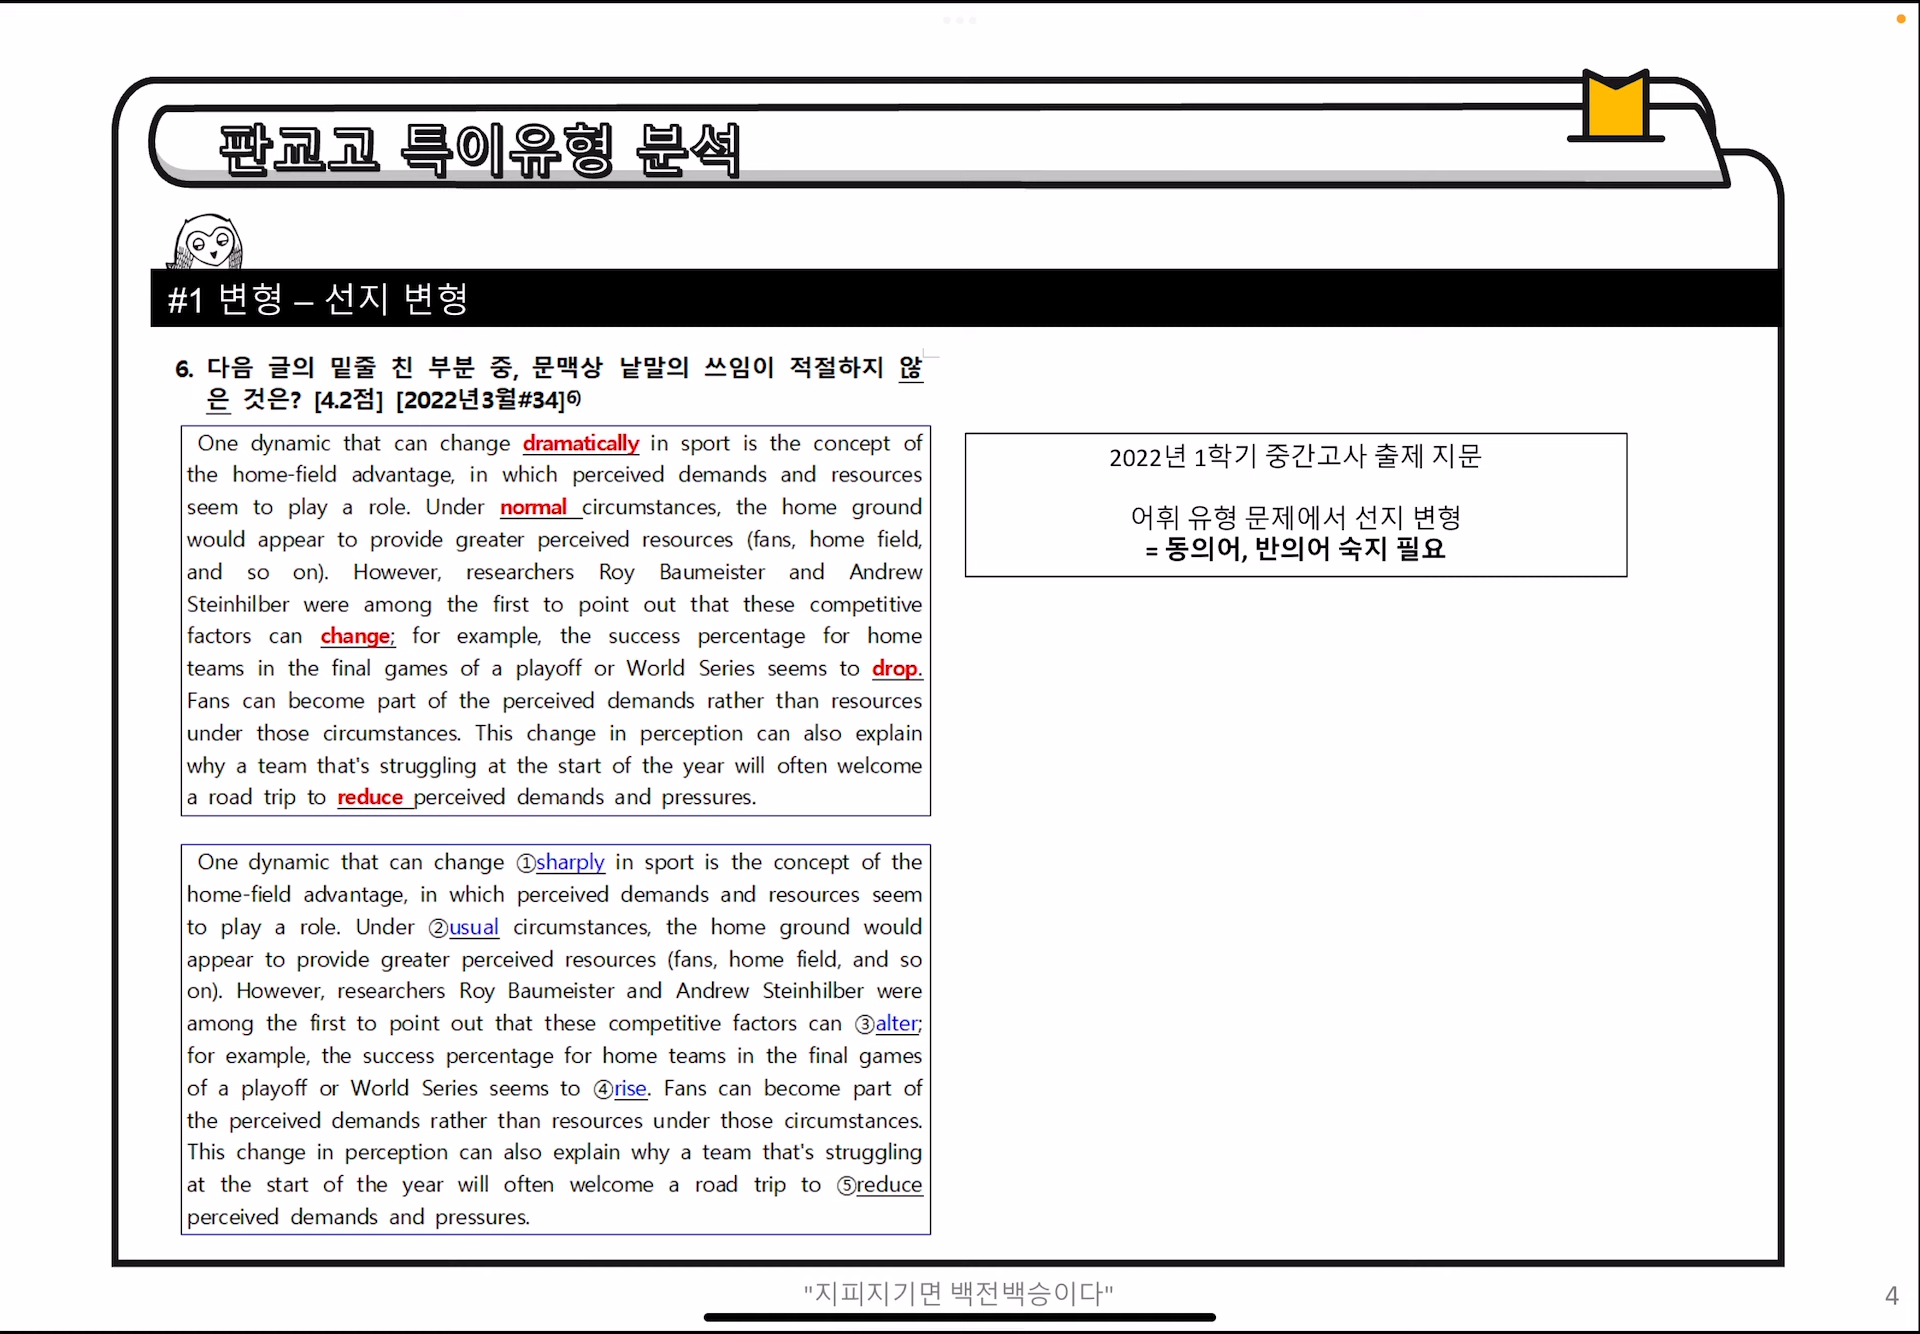 판교고 특이유형 분석
#1 변형 – 선지 변형
6. 다음 글의 밑줄 친 부분 중, 문맥상 낱말의 쓰임이 적절하지 않
은 것은? [4.2점] [2022년3월#34]6)
One dynamic that can change dramatically in sport is the concept of
the home-field advantage, in which perceived demands and resources
seem to play a role. Under normal circumstances, the home ground
would appear to provide greater perceived resources (fans, home field,
and so on). However, researchers Roy Baumeister and Andrew
Steinhilber were among the first to point out that these competitive
factors can change; for example, the success percentage for home
teams in the final games of a playoff or World Series seems to drop.
Fans can become part of the perceived demands rather than resources
under those circumstances. This change in perception can also explain
why a team that's struggling at the start of the year will often welcome
a road trip to reduce perceived demands and pressures.
2022년 1학기 중간고사 출제 지문
어휘 유형 문제에서 선지 변형
= 동의어, 반의어 숙지 필요
One dynamic that can change ①sharply in sport is the concept of the
home-field advantage, in which perceived demands and resources seem
to play a role. Under ②usual circumstances, the home ground would
appear to provide greater perceived resources (fans, home field, and so
on). However, researchers Roy Baumeister and Andrew Steinhilber were
among the first to point out that these competitive factors can ③alter;
for example, the success percentage for home teams in the final games
of a playoff or World Series seems to ④rise. Fans can become part of
the perceived demands rather than resources under those circumstances.
This change in perception can also explain why a team that's struggling
at the start of the year will often welcome a road trip to ⑤reduce
perceived demands and pressures.
"지피지기면 백전백승이다"
4